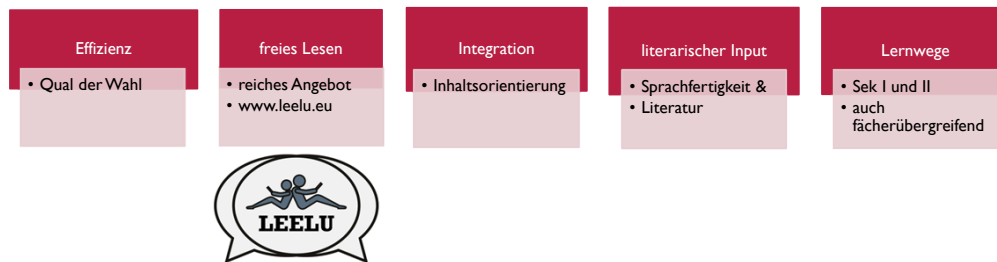 Effizienz
• Qual der Wahl
freies Lesen
• reiches Angebot
• www.leelu.eu
Integration
• Inhaltsorientierung
literarischer Input
• Sprachfertigkeit &
• Literatur
Lernwege
• Sek I und II
• auch
fächerübergreifend
LEELU